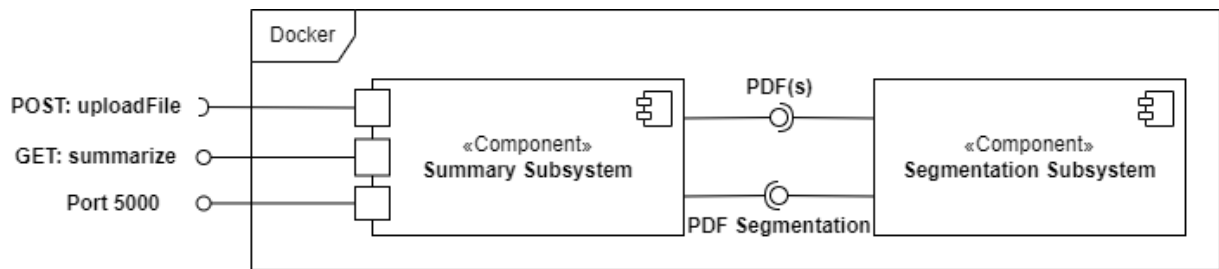 Docker
POST: uploadFile
GET: summarize
Port 5000
«Component»
Summary Subsystem
PDF(s)
PDF Segmentation
«Component»
Segmentation Subsystem